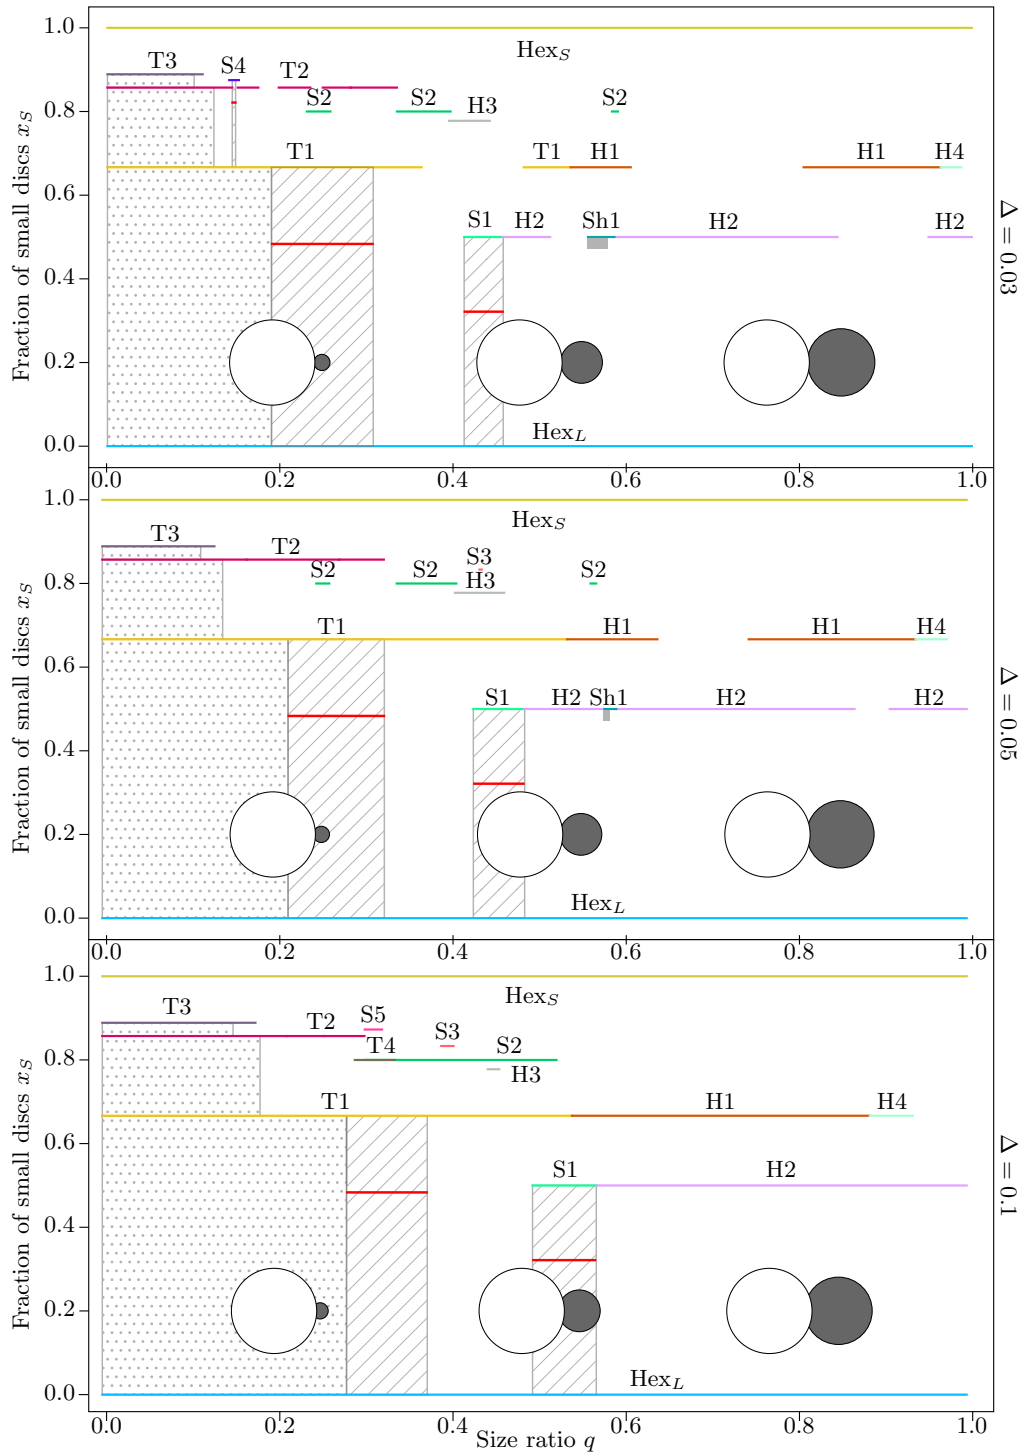 1.0
Hex_S
T3
S4
T2
0.8
S2
S2
H3
S2
T1
T1
H1
H1
H4
0.6
S1
H2
Sh1
H2
H2
0.4
0.2
Hex_L
0.0
Fraction of small discs x_S
Δ = 0.03
0.0
0.2
0.4
0.6
0.8
1.0
1.0
Hex_S
T3
T2
S3
0.8
S2
S2
H3
S2
T1
H1
H1
H4
0.6
S1
H2
Sh1
H2
H2
0.4
0.2
Hex_L
0.0
Fraction of small discs x_S
Δ = 0.05
0.0
0.2
0.4
0.6
0.8
1.0
1.0
Hex_S
T3
T2
S5
S3
0.8
T4
S2
H3
T1
H1
H4
0.6
S1
H2
0.4
0.2
Hex_L
0.0
Fraction of small discs x_S
Δ = 0.1
0.0
0.2
0.4
0.6
0.8
1.0
Size ratio q